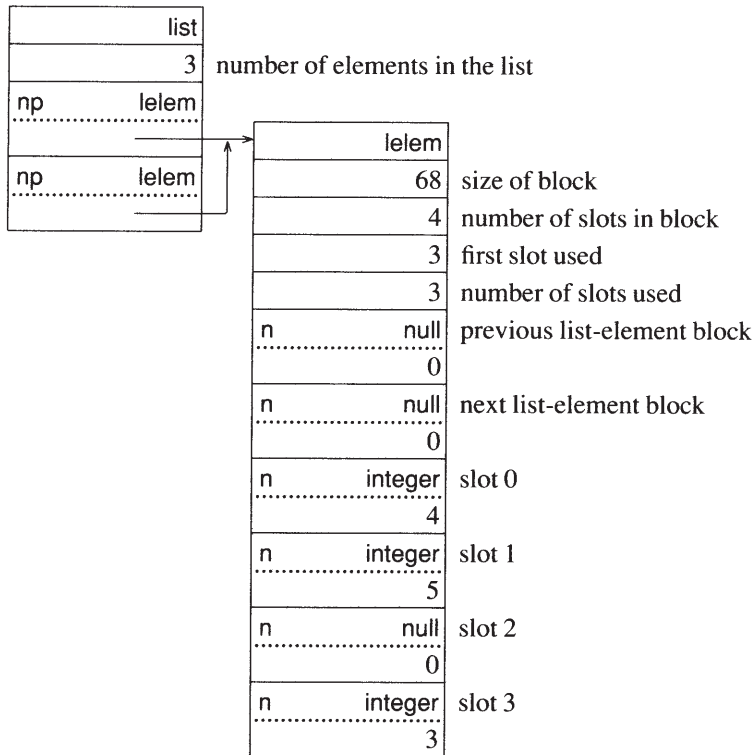 list
3 number of elements in the list
np lelem
np lelem
lelem
68 size of block
4 number of slots in block
3 first slot used
3 number of slots used
n null previous list-element block
0
n null next list-element block
0
n integer slot 0
4
n integer slot 1
5
n null slot 2
0
n integer slot 3
3